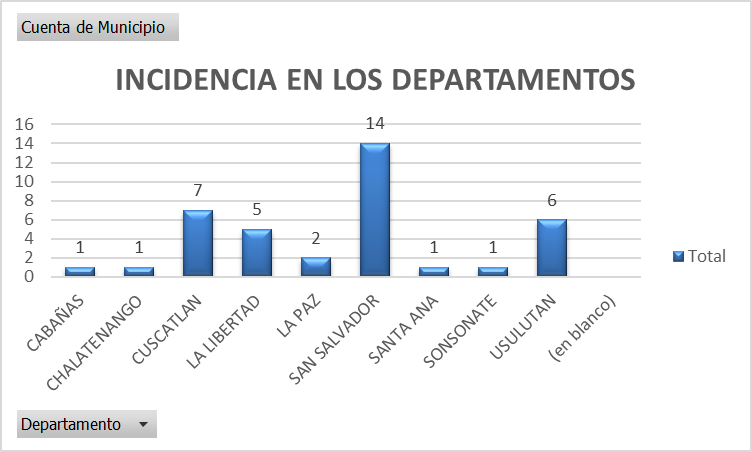 Cuenta de Municipio
INCIDENCIA EN LOS DEPARTAMENTOS
16
14
12
10
8
6
4
2
0
1
1
7
5
2
14
1
1
6
CABAÑAS
CHALATENANGO
CUSCATLAN
LA LIBERTAD
LA PAZ
SAN SALVADOR
SANTA ANA
SONSONATE
USULUTAN
(en blanco)
Total
Departamento